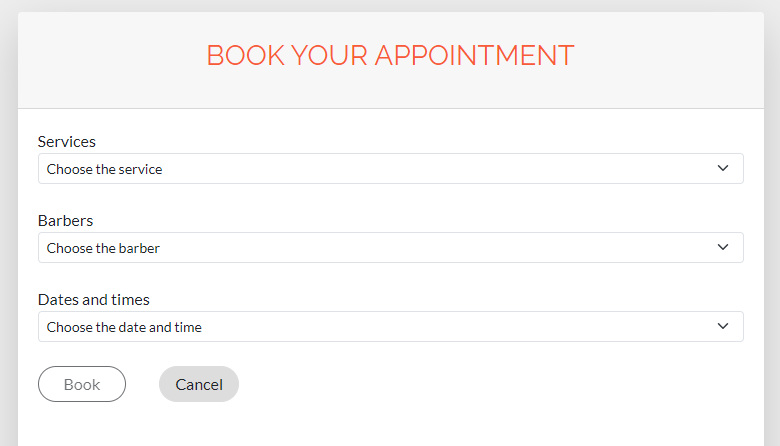 BOOK YOUR APPOINTMENT
Services
Choose the service
Barbers
Choose the barber
Dates and times
Choose the date and time
Book Cancel